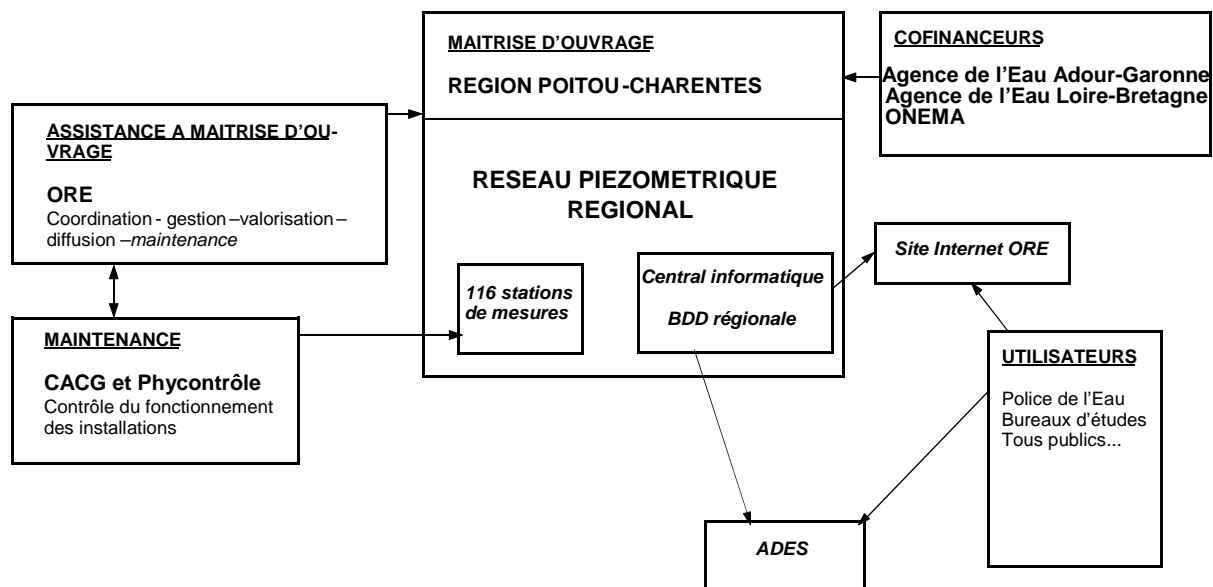 MAITRISE D'OUVRAGE
REGION POITOU-CHARENTES
COFINANCEURS
Agence de l'Eau Adour-Garonne
Agence de l'Eau Loire-Bretagne
ONEMA
ASSISTANCE A MAITRISE D'OU-
VRAGE
ORE
Coordination - gestion –valorisation –
diffusion –maintenance
RESEAU PIEZOMETRIQUE
REGIONAL
116 stations
de mesures
Central informatique
BDD régionale
Site Internet ORE
MAINTENANCE
CACG et Phycontrôle
Contrôle du fonctionnement
des installations
UTILISATEURS
Police de l'Eau
Bureaux d'études
Tous publics...
ADES